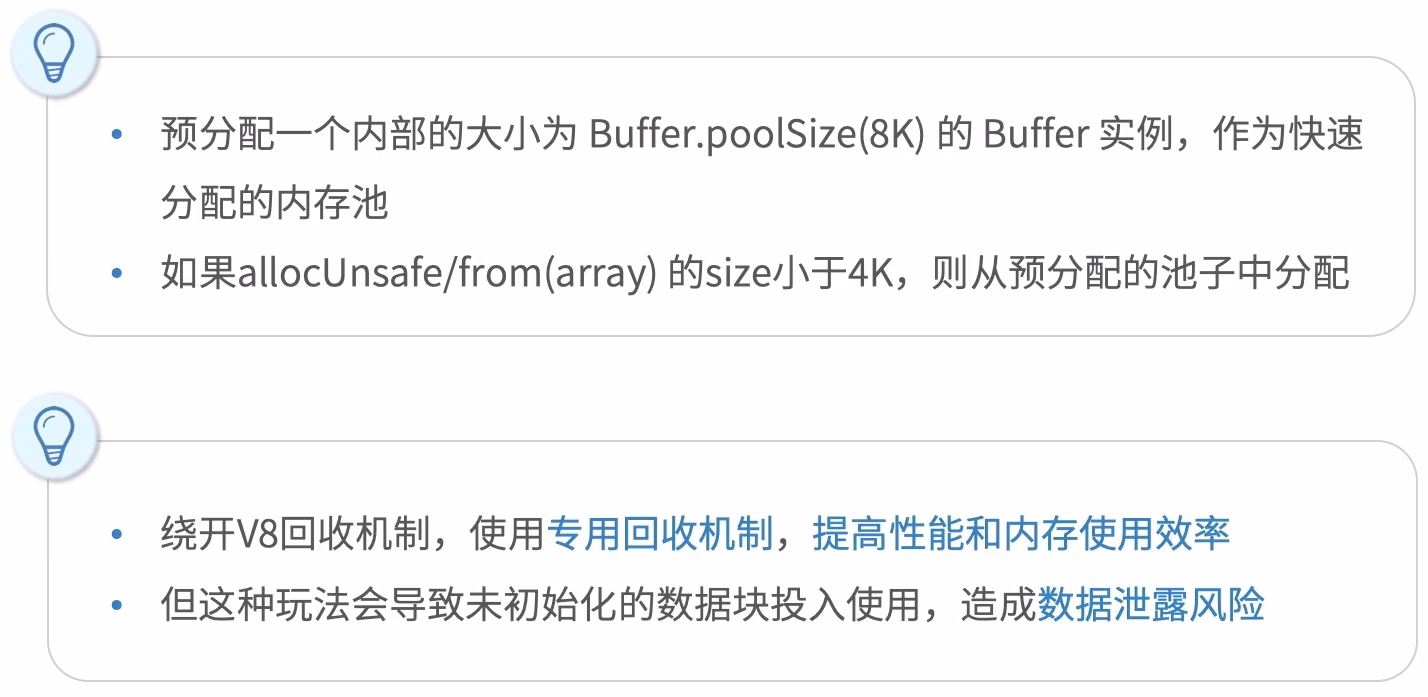 预分配一个内部的大小为 Buffer.poolSize(8K) 的 Buffer 实例，作为快速
分配的内存池
如果allocUnsafe/from(array) 的size小于4K，则从预分配的池子中分配
绕开V8回收机制，使用专用回收机制，提高性能和内存使用效率
但这种玩法会导致未初始化的数据块投入使用，造成数据泄露风险